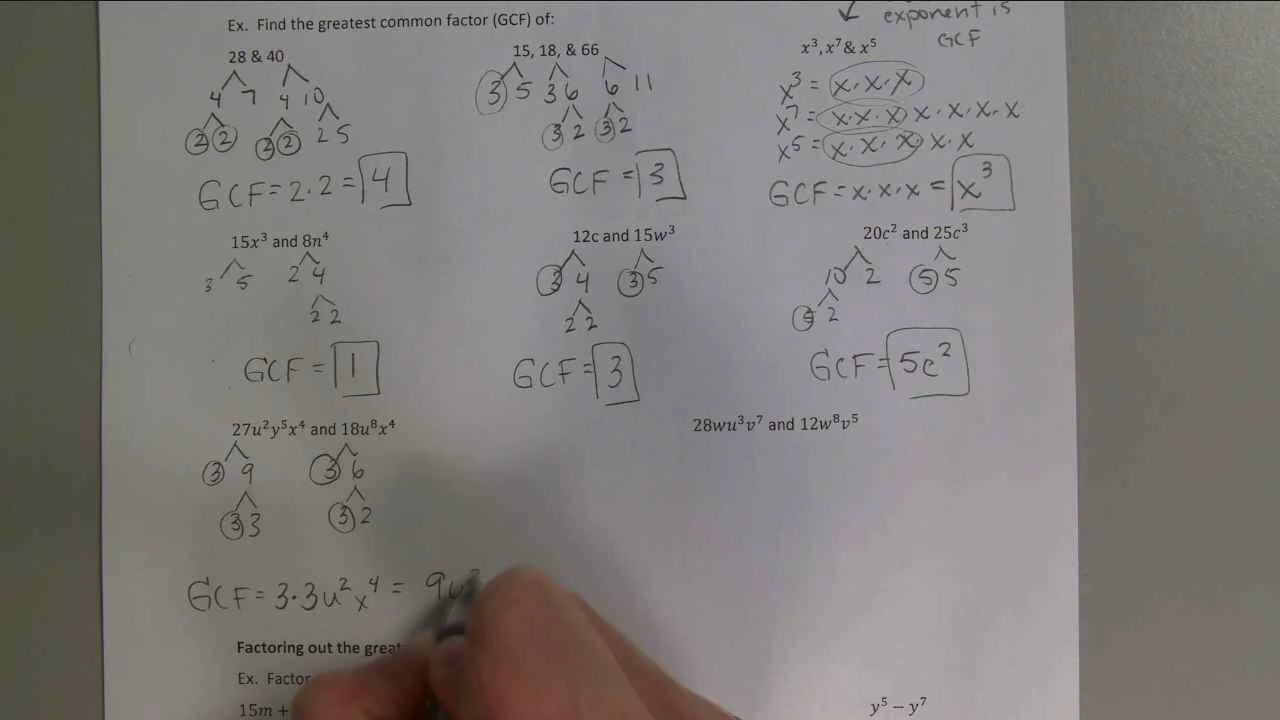 Ex. Find the greatest common factor (GCF) of:
exponent is
GCF
28 & 40
4 7 4 10
2 2 2 2 2 5
GCF = 2·2 = 4
15, 18, & 66
3 5 3 6 6 11
3 2 3 2
GCF = 3
x³, x⁷ & x⁵
x³ = x·x·x
x⁷ = x·x·x x·x·x·x
x⁵ = x·x·x x·x
GCF = x·x·x = x³
15x³ and 8n⁴
3 5 2 4
2 2
GCF = 1
12c and 15w³
3 4 3 5
2 2
GCF = 3
20c² and 25c³
10 2 5 5
5 2
GCF = 5c²
27u²y⁵x⁴ and 18u⁸x⁴
3 9 3 6
3 3 3 2
GCF = 3·3u²x⁴ = 9u²
28wu³v⁷ and 12w⁸v⁵
Factoring out the
Ex. Factor
15m +
y⁵ − y⁷